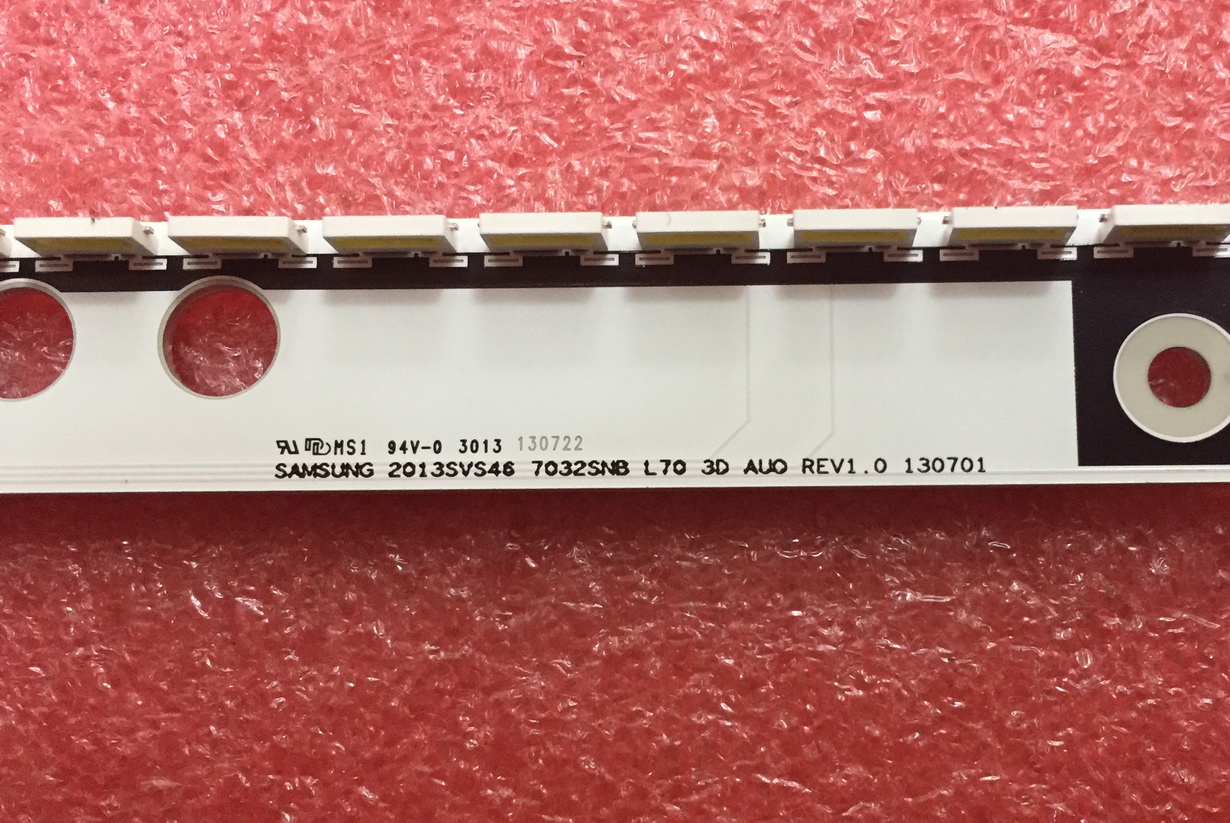 MS1 94V-0 3013 130722
SAMSUNG 2013SVS46 7032SNB L70 3D AUO REV1.0 130701